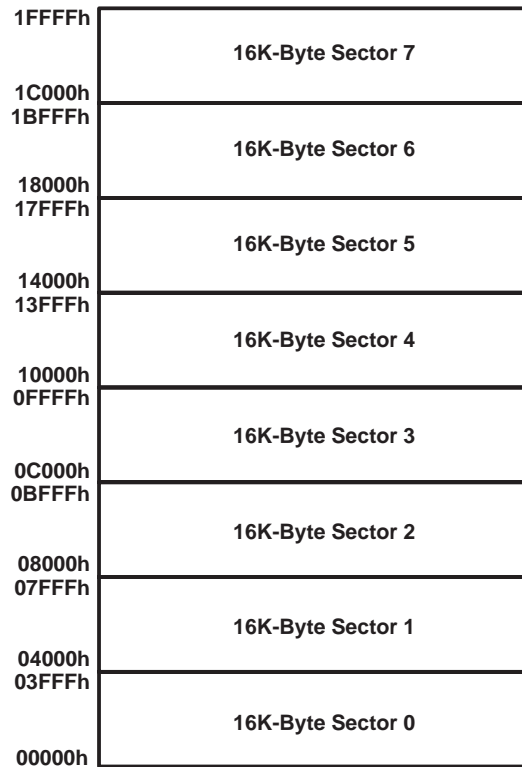 1FFFFh
16K-Byte Sector 7
1C000h
1BFFFh
16K-Byte Sector 6
18000h
17FFFh
16K-Byte Sector 5
14000h
13FFFh
16K-Byte Sector 4
10000h
0FFFFh
16K-Byte Sector 3
0C000h
0BFFFh
16K-Byte Sector 2
08000h
07FFFh
16K-Byte Sector 1
04000h
03FFFh
16K-Byte Sector 0
00000h